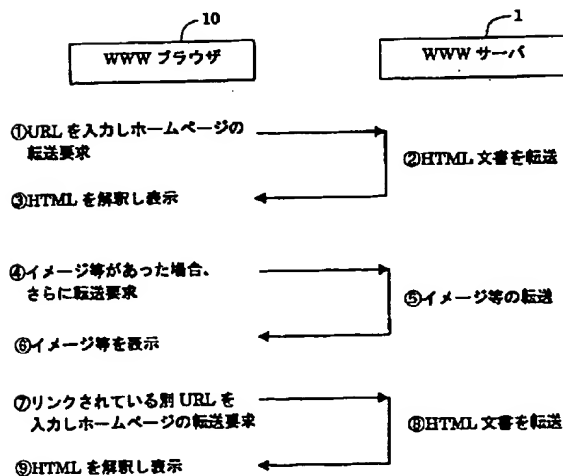 10
1
WWW ブラウザ
WWW サーバ
①URL を入力しホームページの
転送要求
②HTML 文書を転送
③HTML を解釈し表示
④イメージ等があった場合、
さらに転送要求
⑤イメージ等の転送
⑥イメージ等を表示
⑦リンクされている別 URL を
入力しホームページの転送要求
⑧HTML 文書を転送
⑨HTML を解釈し表示